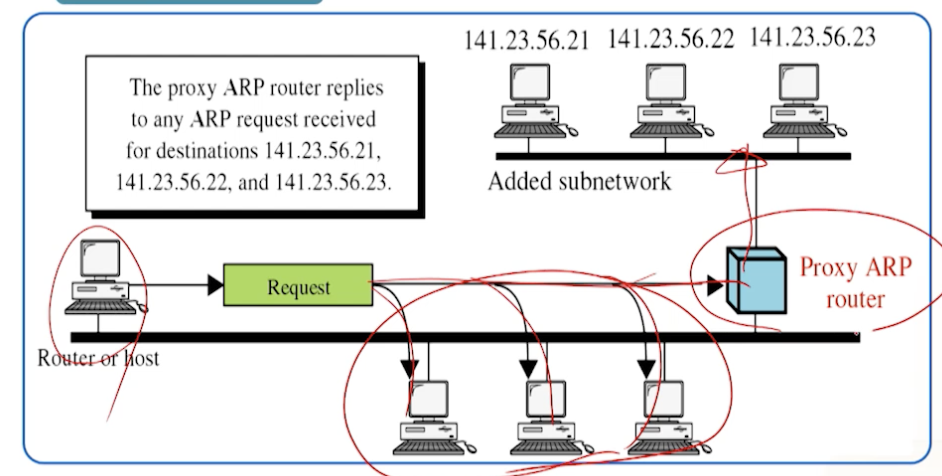 141.23.56.21 141.23.56.22 141.23.56.23
The proxy ARP router replies
to any ARP request received
for destinations 141.23.56.21,
141.23.56.22, and 141.23.56.23.
Added subnetwork
Request
Proxy ARP
router
Router or host